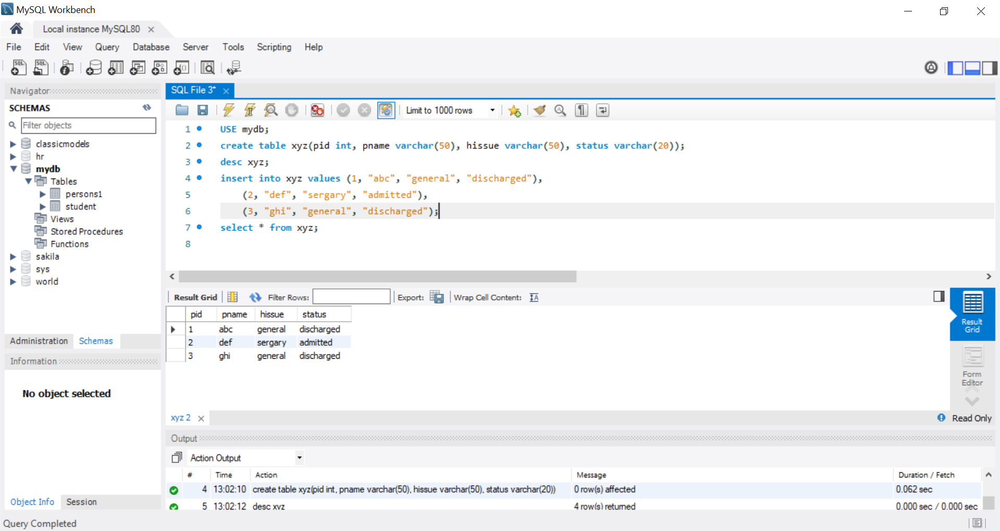 MySQL Workbench
Local instance MySQL80
File Edit View Query Database Server Tools Scripting Help
Navigator
SCHEMAS
Filter objects
classicmodels
hr
mydb
Tables
persons1
student
Views
Stored Procedures
Functions
sakila
sys
world
Administration Schemas
Information
No object selected
Object Info Session
SQL File 3*
Limit to 1000 rows
1 USE mydb;
2 create table xyz(pid int, pname varchar(50), hissue varchar(50), status varchar(20));
3 desc xyz;
4 insert into xyz values (1, "abc", "general", "discharged"),
5 (2, "def", "sergary", "admitted"),
6 (3, "ghi", "general", "discharged");
7 select * from xyz;
8
Result Grid Filter Rows: Export: Wrap Cell Content:
pid pname hissue status
1 abc general discharged
2 def sergary admitted
3 ghi general discharged
Result
Grid
Form
Editor
xyz 2
Read Only
Output
Action Output
# Time Action Message Duration / Fetch
4 13:02:10 create table xyz(pid int, pname varchar(50), hissue varchar(50), status varchar(20)) 0 row(s) affected 0.062 sec
5 13:02:12 desc xyz 4 row(s) returned 0.000 sec / 0.000 sec
Query Completed